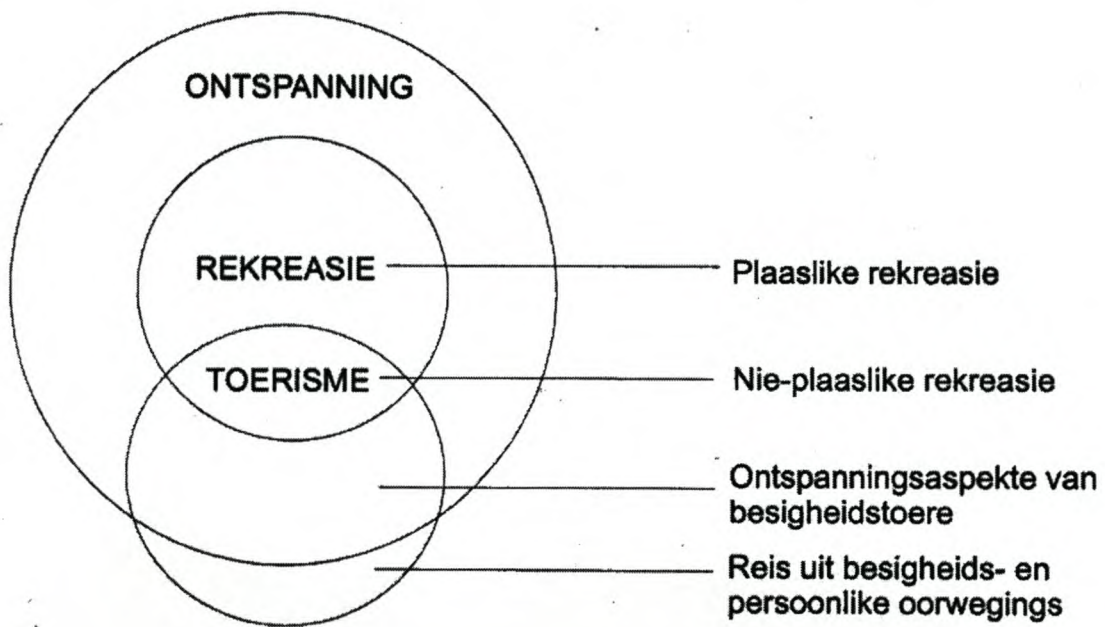 ONTSPANNING
REKREASIE
Plaaslike rekreasie
TOERISME
Nie-plaaslike rekreasie
Ontspanningsaspekte van
besigheidstoere
Reis uit besigheids- en
persoonlike oorwegings